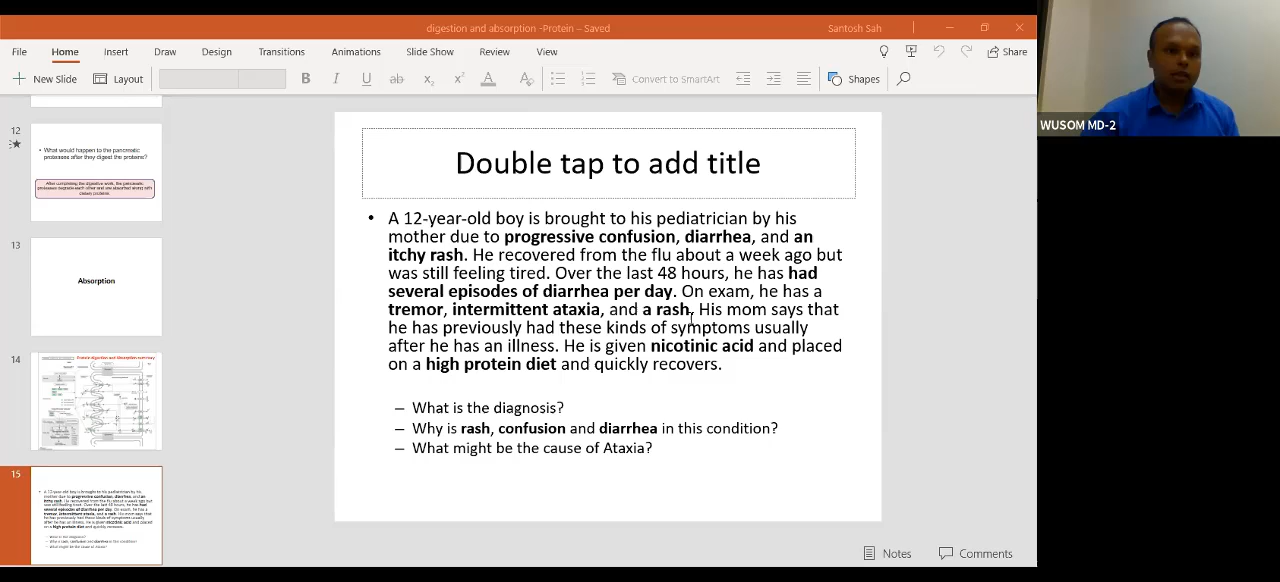 digestion and absorption -Protein – Saved
Santosh Sah
File Home Insert Draw Design Transitions Animations Slide Show Review View
Share
New Slide Layout B I U ab X₂ X² A Convert to SmartArt Shapes
WUSOM MD-2
12
• What would happen to the pancreatic
proteases after they digest the proteins?
13
Absorption
14
Protein digestion and Absorption summary
15
Double tap to add title
• A 12-year-old boy is brought to his pediatrician by his
mother due to progressive confusion, diarrhea, and an
itchy rash. He recovered from the flu about a week ago but
was still feeling tired. Over the last 48 hours, he has had
several episodes of diarrhea per day. On exam, he has a
tremor, intermittent ataxia, and a rash. His mom says that
he has previously had these kinds of symptoms usually
after he has an illness. He is given nicotinic acid and placed
on a high protein diet and quickly recovers.
– What is the diagnosis?
– Why is rash, confusion and diarrhea in this condition?
– What might be the cause of Ataxia?
Notes Comments